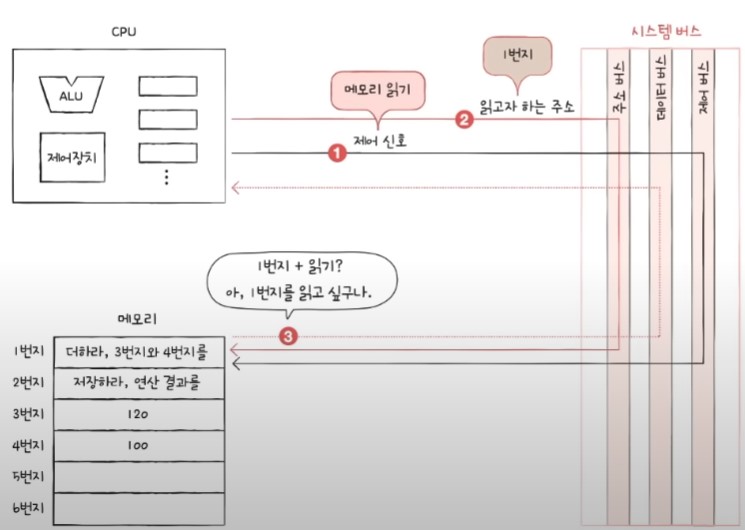 CPU
시스템 버스
ALU
제어장치
메모리 읽기
1번지
2
읽고자 하는 주소
1
제어 신호
주소 버스
데이터 버스
제어 버스
1번지 + 읽기?
아, 1번지를 읽고 싶구나.
3
메모리
1번지 더하라, 3번지와 4번지를
2번지 저장하라, 연산 결과를
3번지 120
4번지 100
5번지
6번지